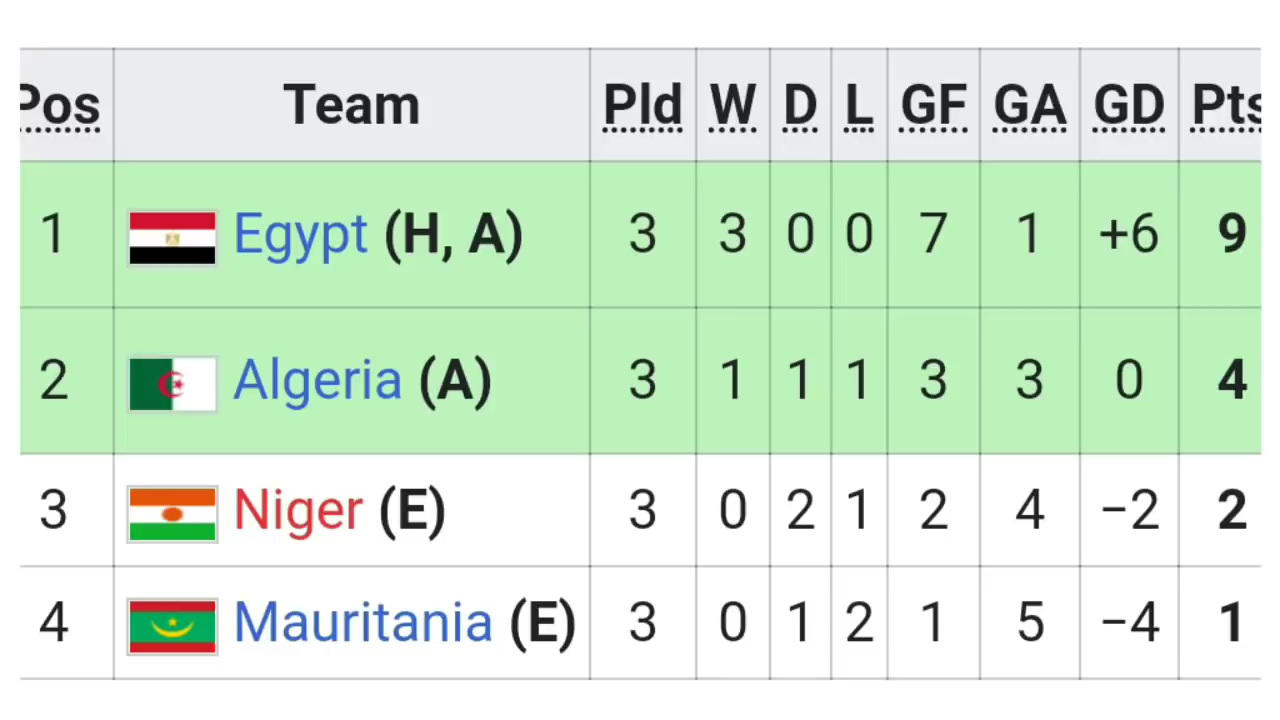 Pos Team Pld W D L GF GA GD Pts
1 Egypt (H, A) 3 3 0 0 7 1 +6 9
2 Algeria (A) 3 1 1 1 3 3 0 4
3 Niger (E) 3 0 2 1 2 4 −2 2
4 Mauritania (E) 3 0 1 2 1 5 −4 1